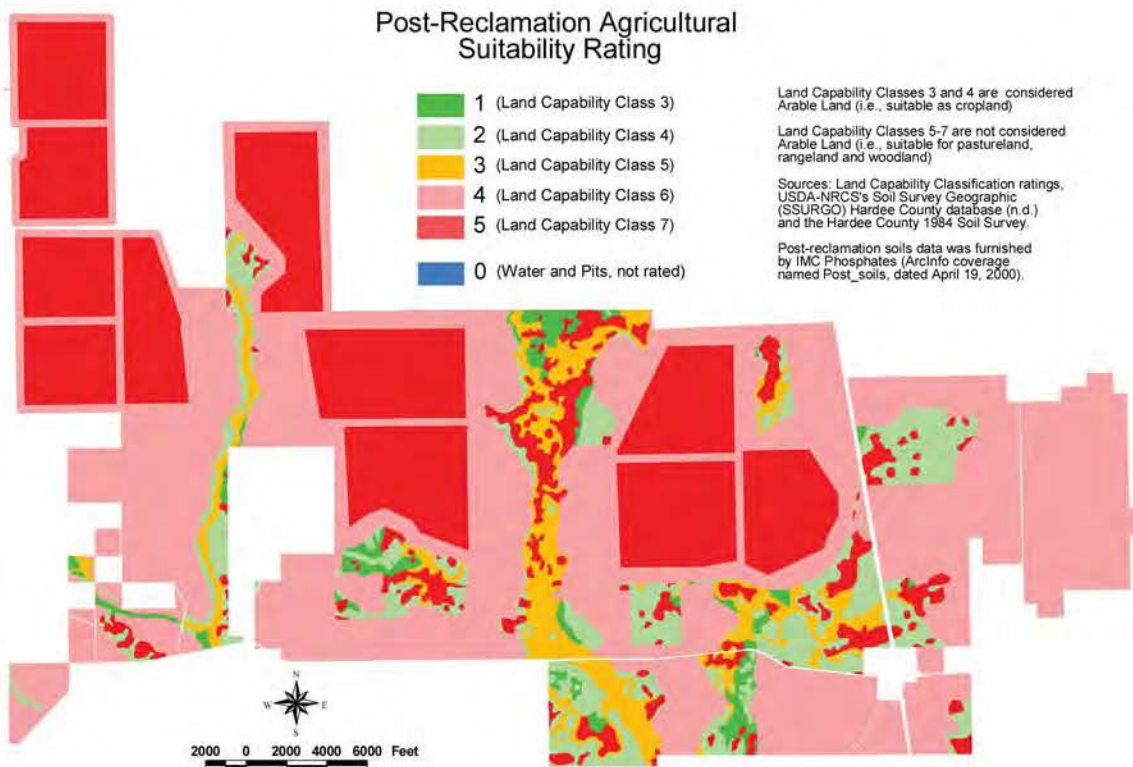 Post-Reclamation Agricultural
Suitability Rating
1 (Land Capability Class 3)
2 (Land Capability Class 4)
3 (Land Capability Class 5)
4 (Land Capability Class 6)
5 (Land Capability Class 7)
0 (Water and Pits, not rated)
Land Capability Classes 3 and 4 are considered
Arable Land (i.e., suitable as cropland)
Land Capability Classes 5-7 are not considered
Arable Land (i.e., suitable for pastureland,
rangeland and woodland)
Sources: Land Capability Classification ratings,
USDA-NRCS's Soil Survey Geographic
(SSURGO) Hardee County database (n.d.)
and the Hardee County 1984 Soil Survey.
Post-reclamation soils data was furnished
by IMC Phosphates (ArcInfo coverage
named Post_soils, dated April 19, 2000).
N
W E
S
2000 0 2000 4000 6000 Feet